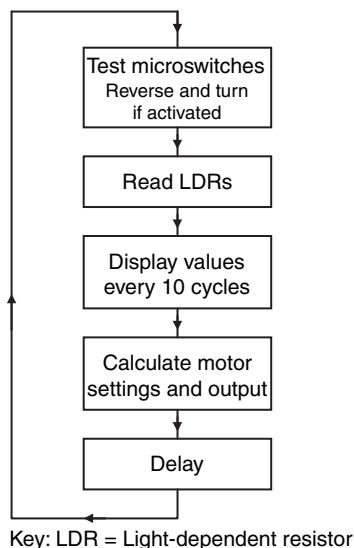 Test microswitches
Reverse and turn
if activated
Read LDRs
Display values
every 10 cycles
Calculate motor
settings and output
Delay
Key: LDR = Light-dependent resistor